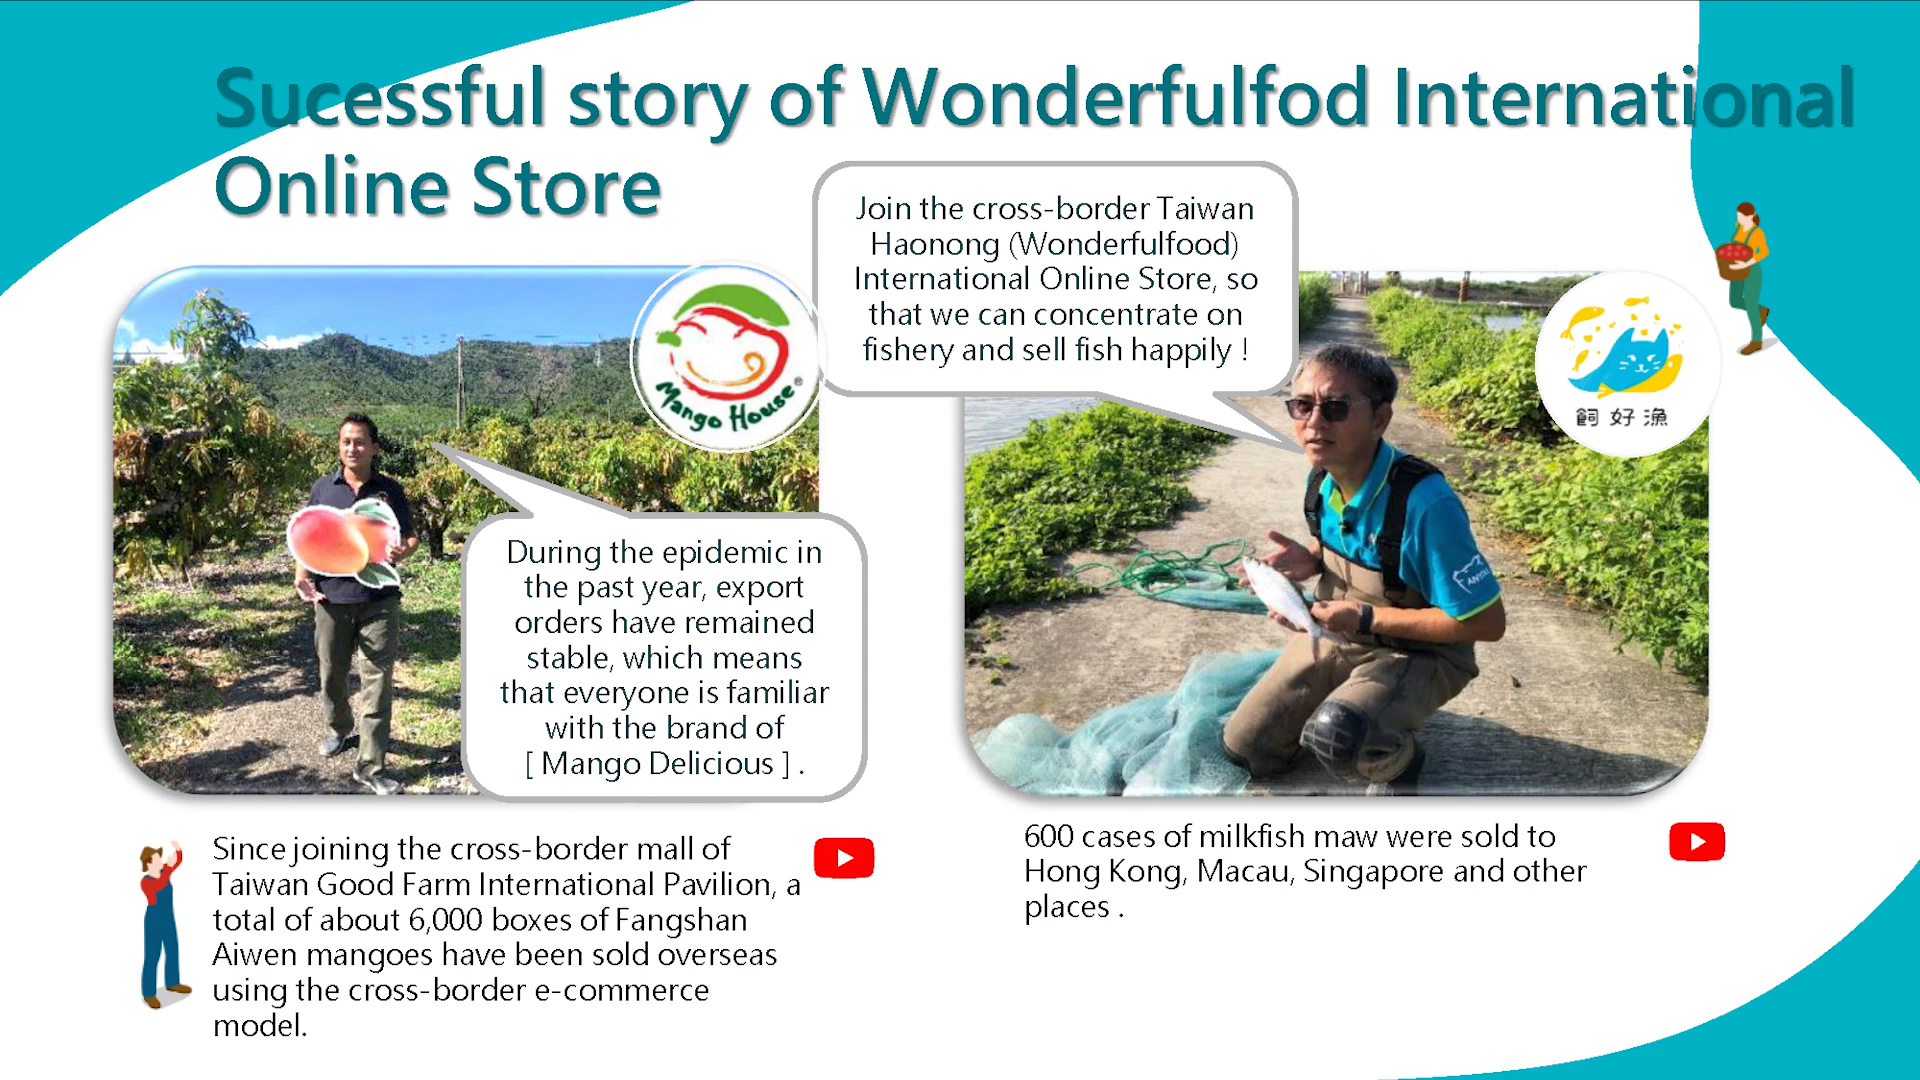 Sucessful story of Wonderfulfod International
Online Store
Join the cross-border Taiwan
Haonong (Wonderfulfood)
International Online Store, so
that we can concentrate on
fishery and sell fish happily !
Mango House®
飼好漁
During the epidemic in
the past year, export
orders have remained
stable, which means
that everyone is familiar
with the brand of
[ Mango Delicious ] .
Since joining the cross-border mall of
Taiwan Good Farm International Pavilion, a
total of about 6,000 boxes of Fangshan
Aiwen mangoes have been sold overseas
using the cross-border e-commerce
model.
600 cases of milkfish maw were sold to
Hong Kong, Macau, Singapore and other
places .